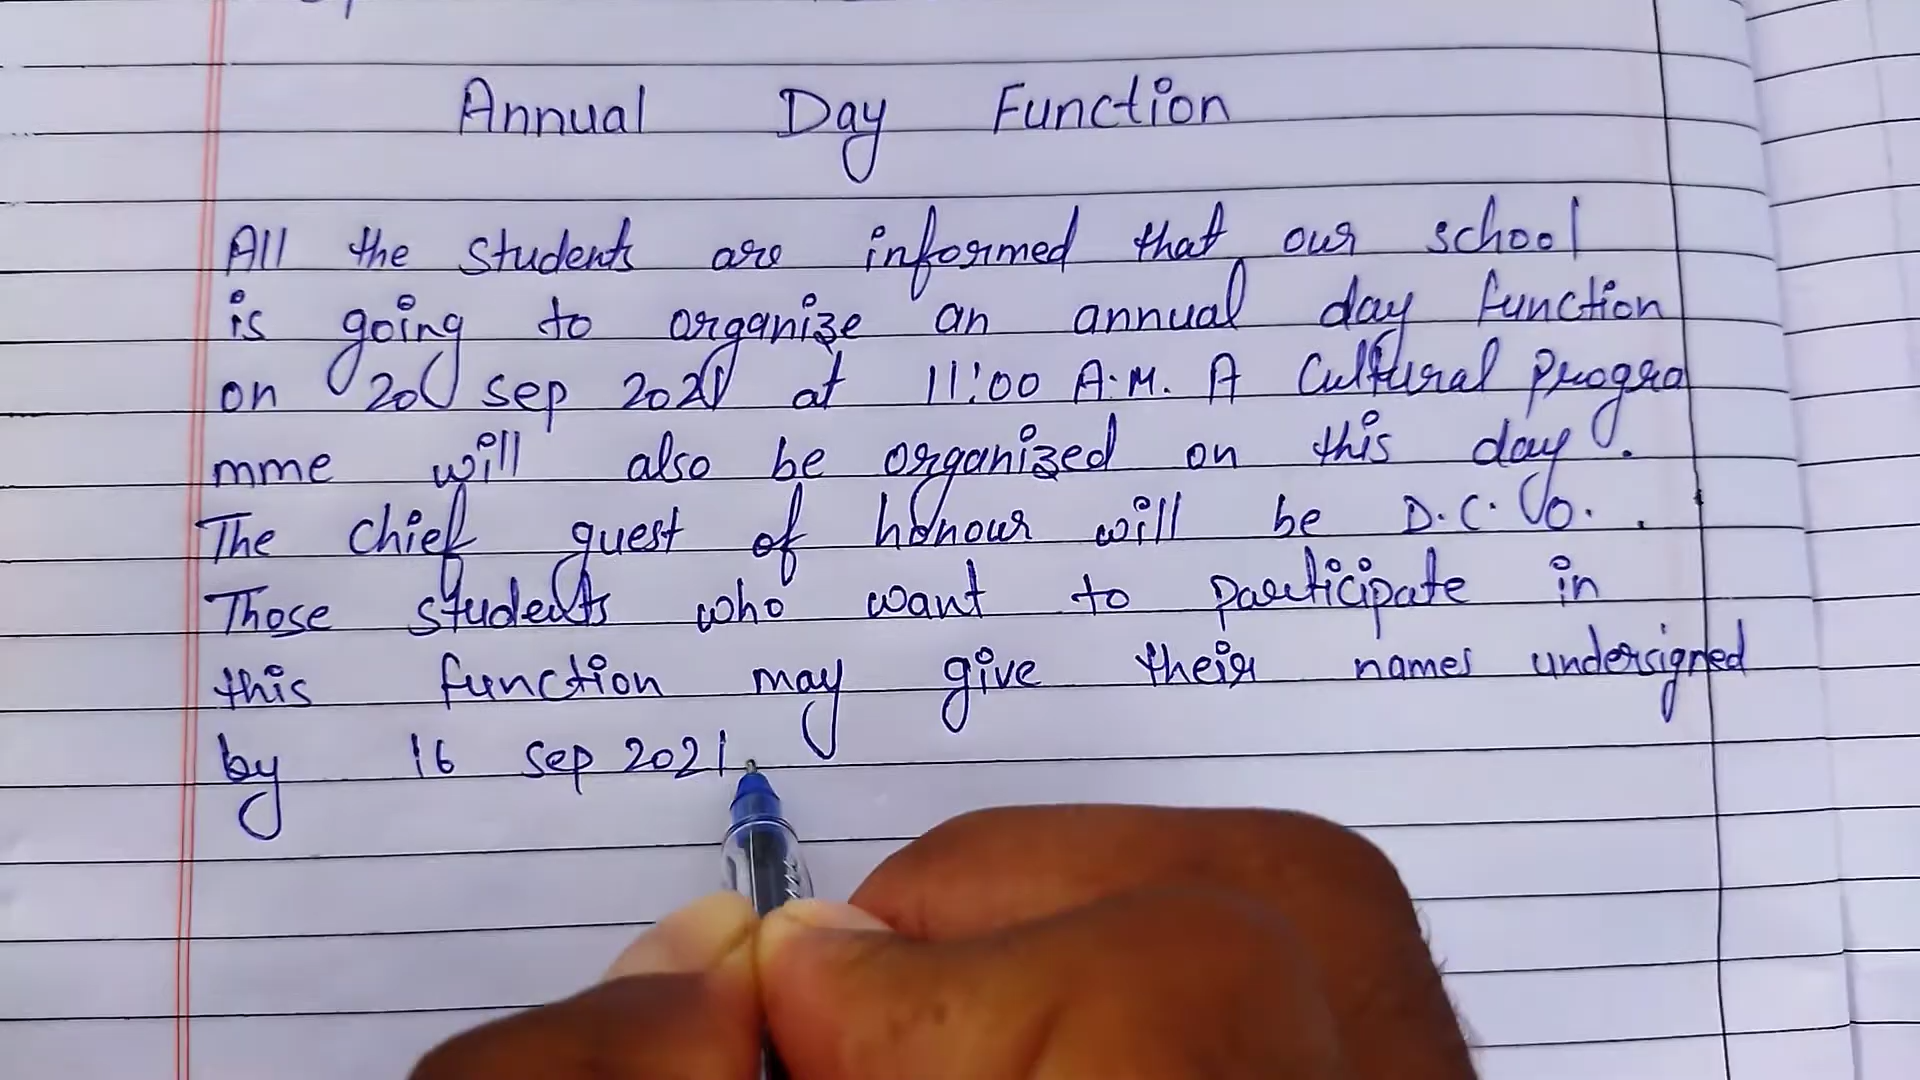 Annual Day Function
All the students are informed that our school
is going to organize an annual day function
on 20 sep 2021 at 11:00 A.M. A Cultural Progra
mme will also be organized on this day.
The Chief guest of honour will be D.C.O. .
Those students who want to participate in
this function may give their names undersigned
by 16 sep 2021.